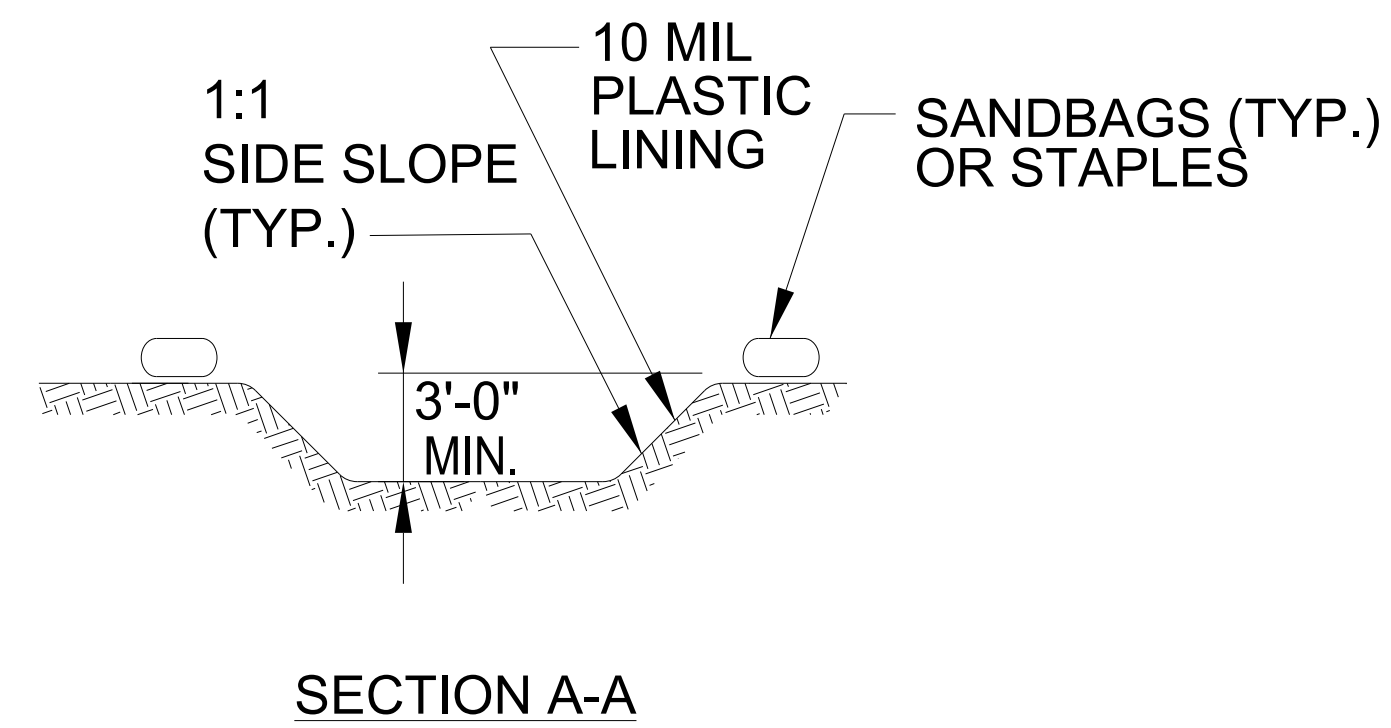 1:1
SIDE SLOPE
(TYP.)
10 MIL
PLASTIC
LINING
SANDBAGS (TYP.)
OR STAPLES
3'-0"
MIN.
SECTION A-A